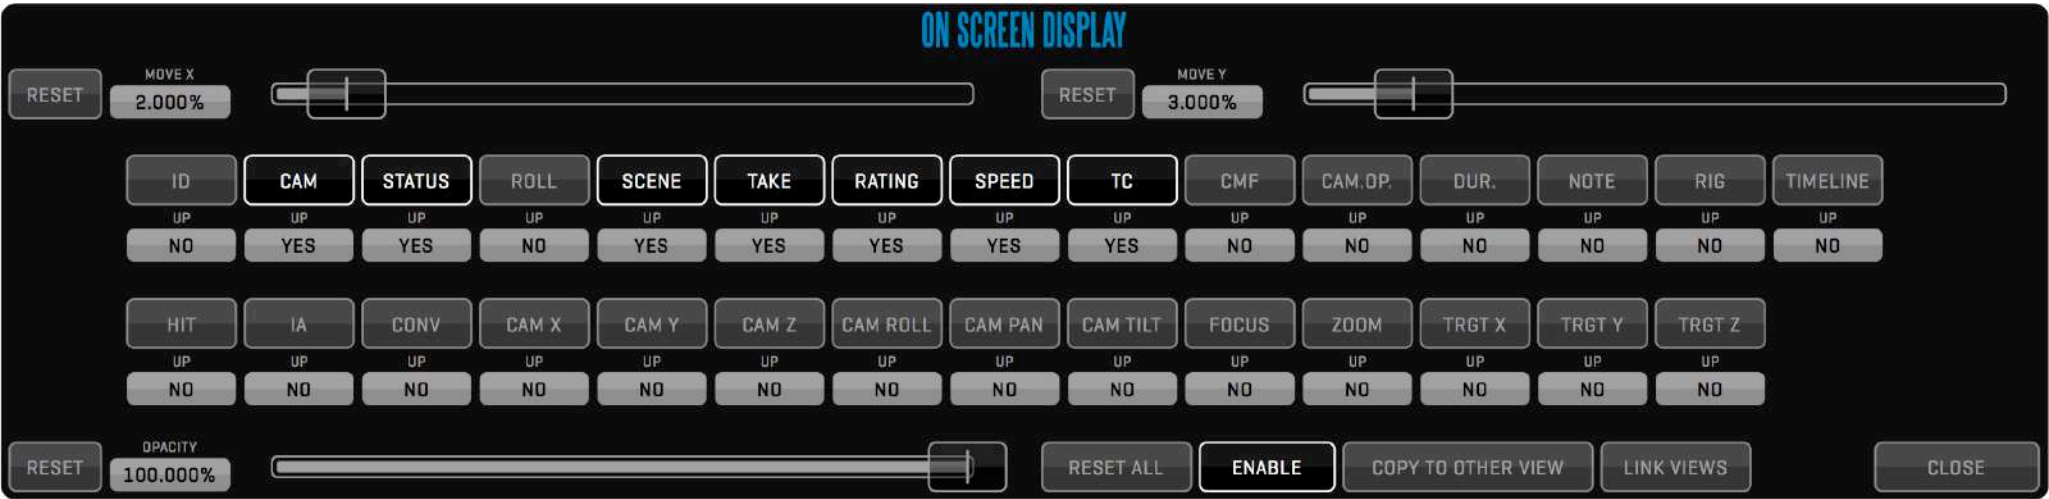 ON SCREEN DISPLAY
MOVE X
MOVE Y
RESET
2.000%
RESET
3.000%
ID CAM STATUS ROLL SCENE TAKE RATING SPEED TC CMF CAM.OP. DUR. NOTE RIG TIMELINE
UP UP UP UP UP UP UP UP UP UP UP UP UP UP UP
NO YES YES NO YES YES YES YES YES NO NO NO NO NO NO
HIT IA CONV CAM X CAM Y CAM Z CAM ROLL CAM PAN CAM TILT FOCUS ZOOM TRGT X TRGT Y TRGT Z
UP UP UP UP UP UP UP UP UP UP UP UP UP UP
NO NO NO NO NO NO NO NO NO NO NO NO NO NO
OPACITY
RESET
100.000%
RESET ALL ENABLE COPY TO OTHER VIEW LINK VIEWS CLOSE